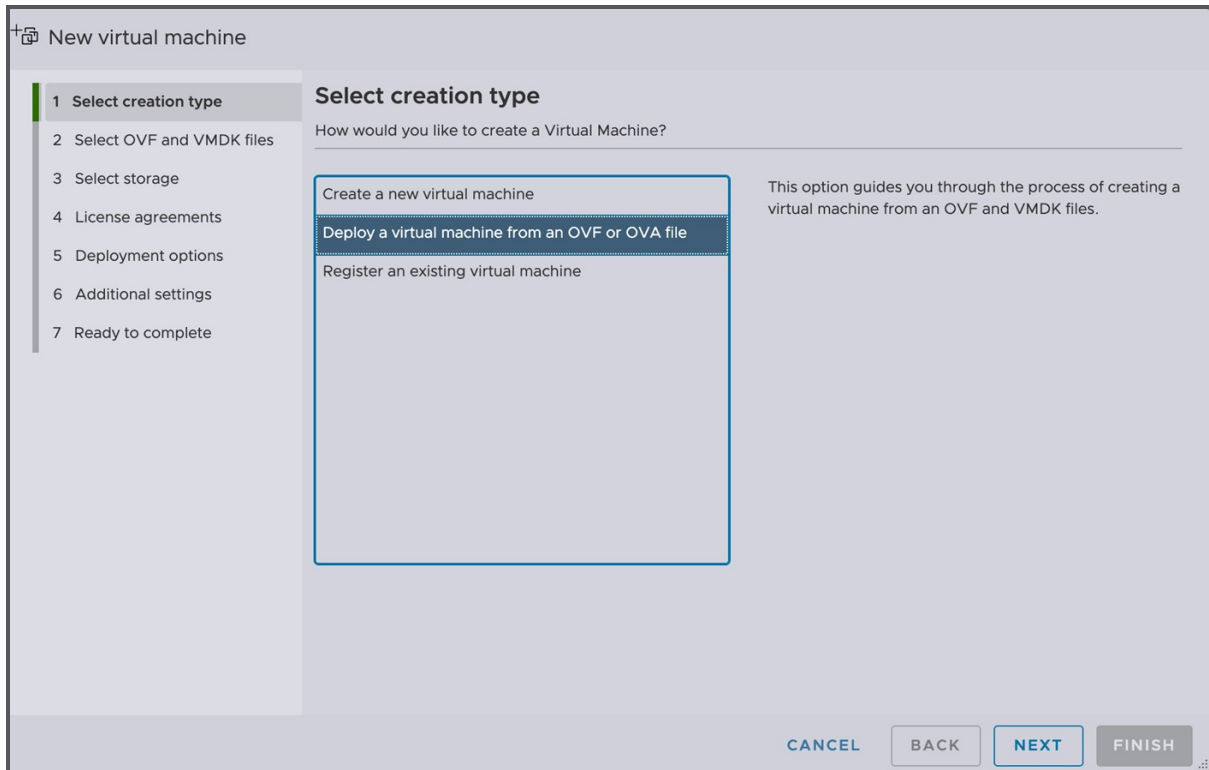 New virtual machine
1 Select creation type
2 Select OVF and VMDK files
3 Select storage
4 License agreements
5 Deployment options
6 Additional settings
7 Ready to complete
Select creation type
How would you like to create a Virtual Machine?
Create a new virtual machine
Deploy a virtual machine from an OVF or OVA file
Register an existing virtual machine
This option guides you through the process of creating a
virtual machine from an OVF and VMDK files.
CANCEL BACK NEXT FINISH